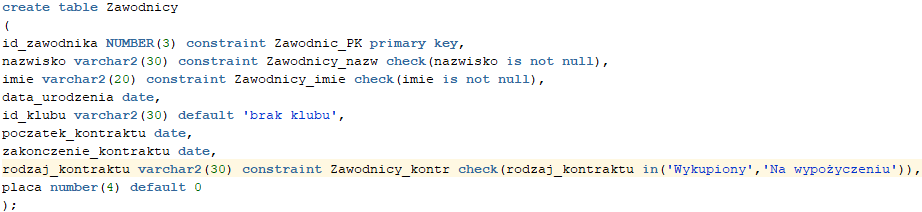 create table Zawodnicy
(
id_zawodnika NUMBER(3) constraint Zawodnic_PK primary key,
nazwisko varchar2(30) constraint Zawodnicy_nazw check(nazwisko is not null),
imie varchar2(20) constraint Zawodnicy_imie check(imie is not null),
data_urodzenia date,
id_klubu varchar2(30) default 'brak klubu',
poczatek_kontraktu date,
zakonczenie_kontraktu date,
rodzaj_kontraktu varchar2(30) constraint Zawodnicy_kontr check(rodzaj_kontraktu in('Wykupiony','Na wypożyczeniu')),
placa number(4) default 0
);